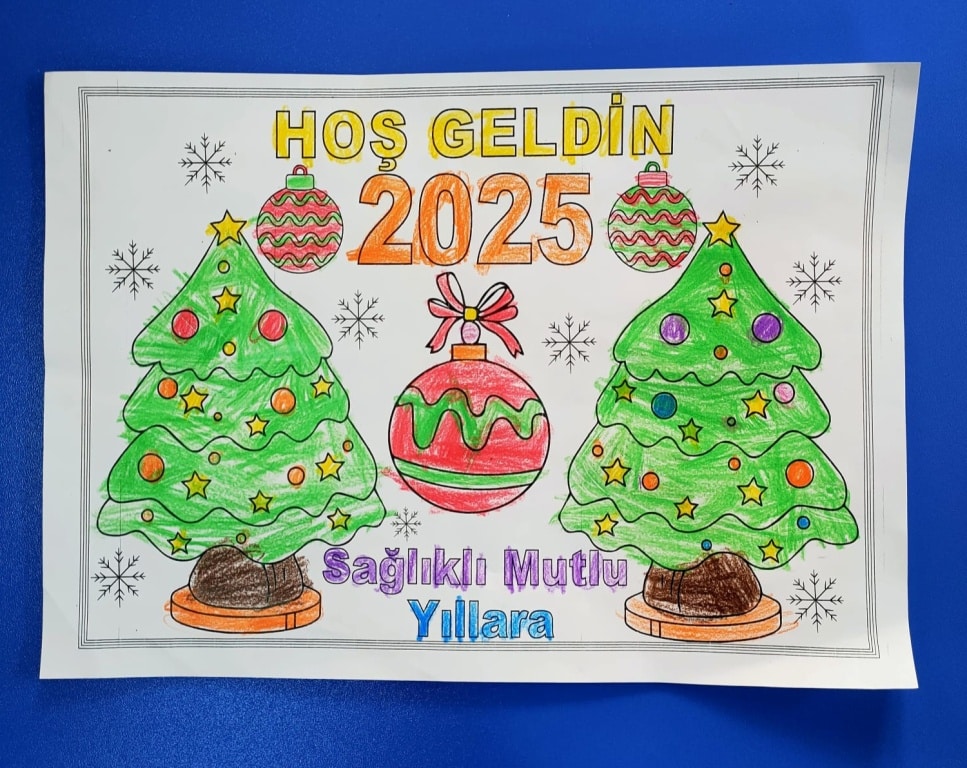 HOŞ GELDİN
2025
Sağlıklı Mutlu
Yıllara